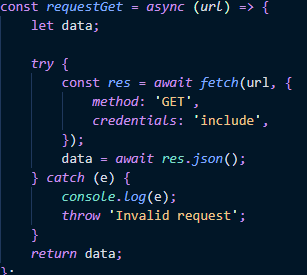 const requestGet = async (url) => {
    let data;

    try {
        const res = await fetch(url, {
            method: 'GET',
            credentials: 'include',
        });
        data = await res.json();
    } catch (e) {
        console.log(e);
        throw 'Invalid request';
    }
    return data;
};